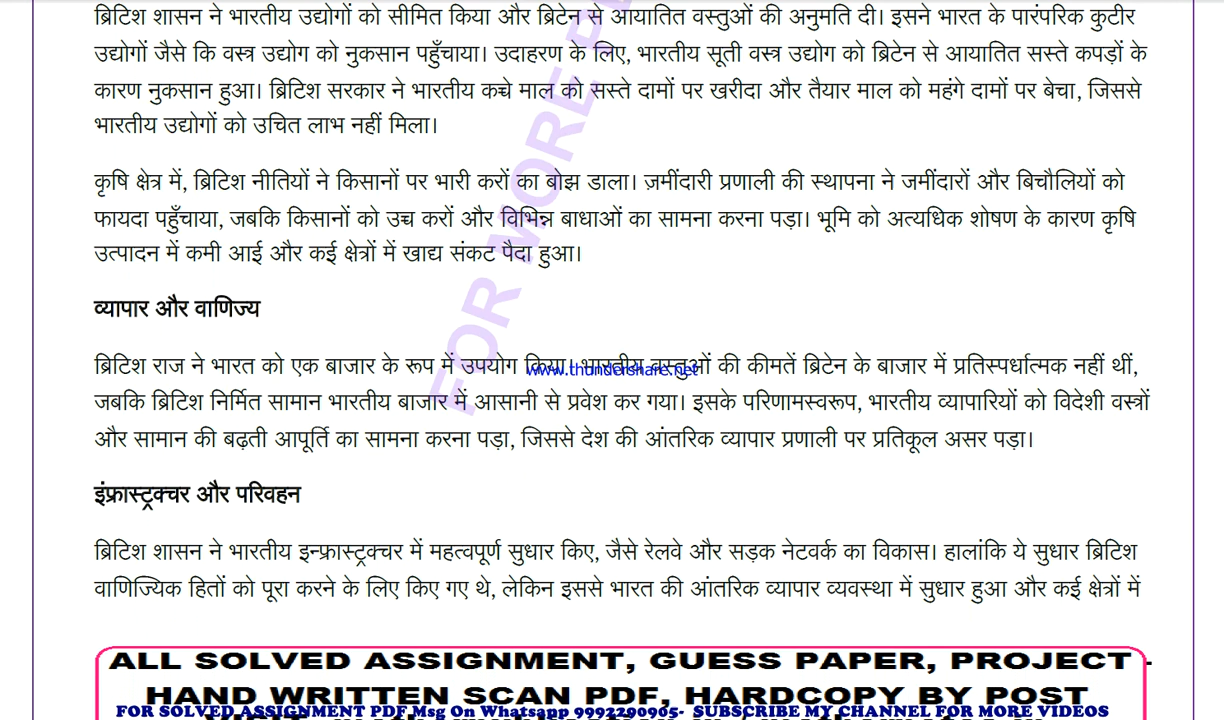 ब्रिटिश शासन ने भारतीय उद्योगों को सीमित किया और ब्रिटेन से आयातित वस्तुओं की अनुमति दी। इसने भारत के पारंपरिक कुटीर
उद्योगों जैसे कि वस्त्र उद्योग को नुकसान पहुँचाया। उदाहरण के लिए, भारतीय सूती वस्त्र उद्योग को ब्रिटेन से आयातित सस्ते कपड़ों के
कारण नुकसान हुआ। ब्रिटिश सरकार ने भारतीय कच्चे माल को सस्ते दामों पर खरीदा और तैयार माल को महंगे दामों पर बेचा, जिससे
भारतीय उद्योगों को उचित लाभ नहीं मिला।
कृषि क्षेत्र में, ब्रिटिश नीतियों ने किसानों पर भारी करों का बोझ डाला। ज़मींदारी प्रणाली की स्थापना ने जमींदारों और बिचौलियों को
फायदा पहुँचाया, जबकि किसानों को उच्च करों और विभिन्न बाधाओं का सामना करना पड़ा। भूमि को अत्यधिक शोषण के कारण कृषि
उत्पादन में कमी आई और कई क्षेत्रों में खाद्य संकट पैदा हुआ।
व्यापार और वाणिज्य
ब्रिटिश राज ने भारत को एक बाजार के रूप में उपयोग किया। भारतीय वस्तुओं की कीमतें ब्रिटेन के बाजार में प्रतिस्पर्धात्मक नहीं थीं,
www.thundershare.net
जबकि ब्रिटिश निर्मित सामान भारतीय बाजार में आसानी से प्रवेश कर गया। इसके परिणामस्वरूप, भारतीय व्यापारियों को विदेशी वस्त्रों
और सामान की बढ़ती आपूर्ति का सामना करना पड़ा, जिससे देश की आंतरिक व्यापार प्रणाली पर प्रतिकूल असर पड़ा।
इंफ्रास्ट्रक्चर और परिवहन
ब्रिटिश शासन ने भारतीय इन्फ्रास्ट्रक्चर में महत्वपूर्ण सुधार किए, जैसे रेलवे और सड़क नेटवर्क का विकास। हालांकि ये सुधार ब्रिटिश
वाणिज्यिक हितों को पूरा करने के लिए किए गए थे, लेकिन इससे भारत की आंतरिक व्यापार व्यवस्था में सुधार हुआ और कई क्षेत्रों में
FOR MORE
ALL SOLVED ASSIGNMENT, GUESS PAPER, PROJECT -
HAND WRITTEN SCAN PDF, HARDCOPY BY POST
FOR SOLVED ASSIGNMENT PDF Msg On Whatsapp 9992290905- SUBSCRIBE MY CHANNEL FOR MORE VIDEOS